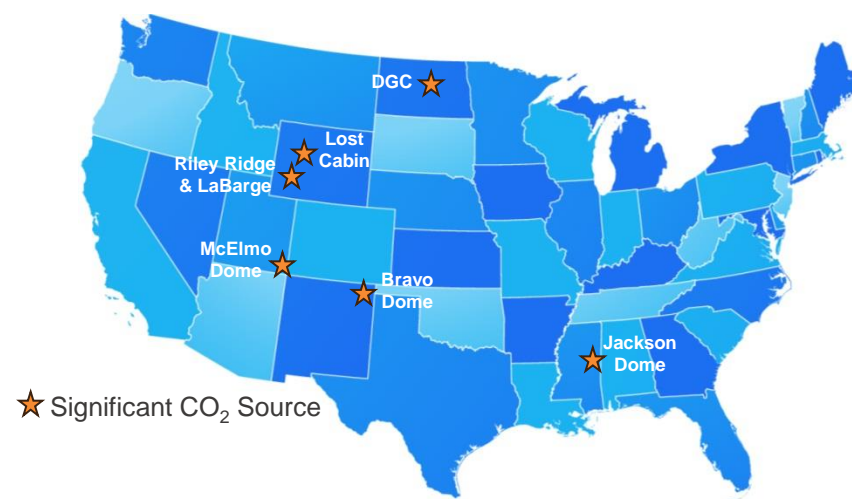 DGC
Lost
Cabin
Riley Ridge
& LaBarge
McElmo
Dome
Bravo
Dome
Jackson
Dome
Significant CO₂ Source